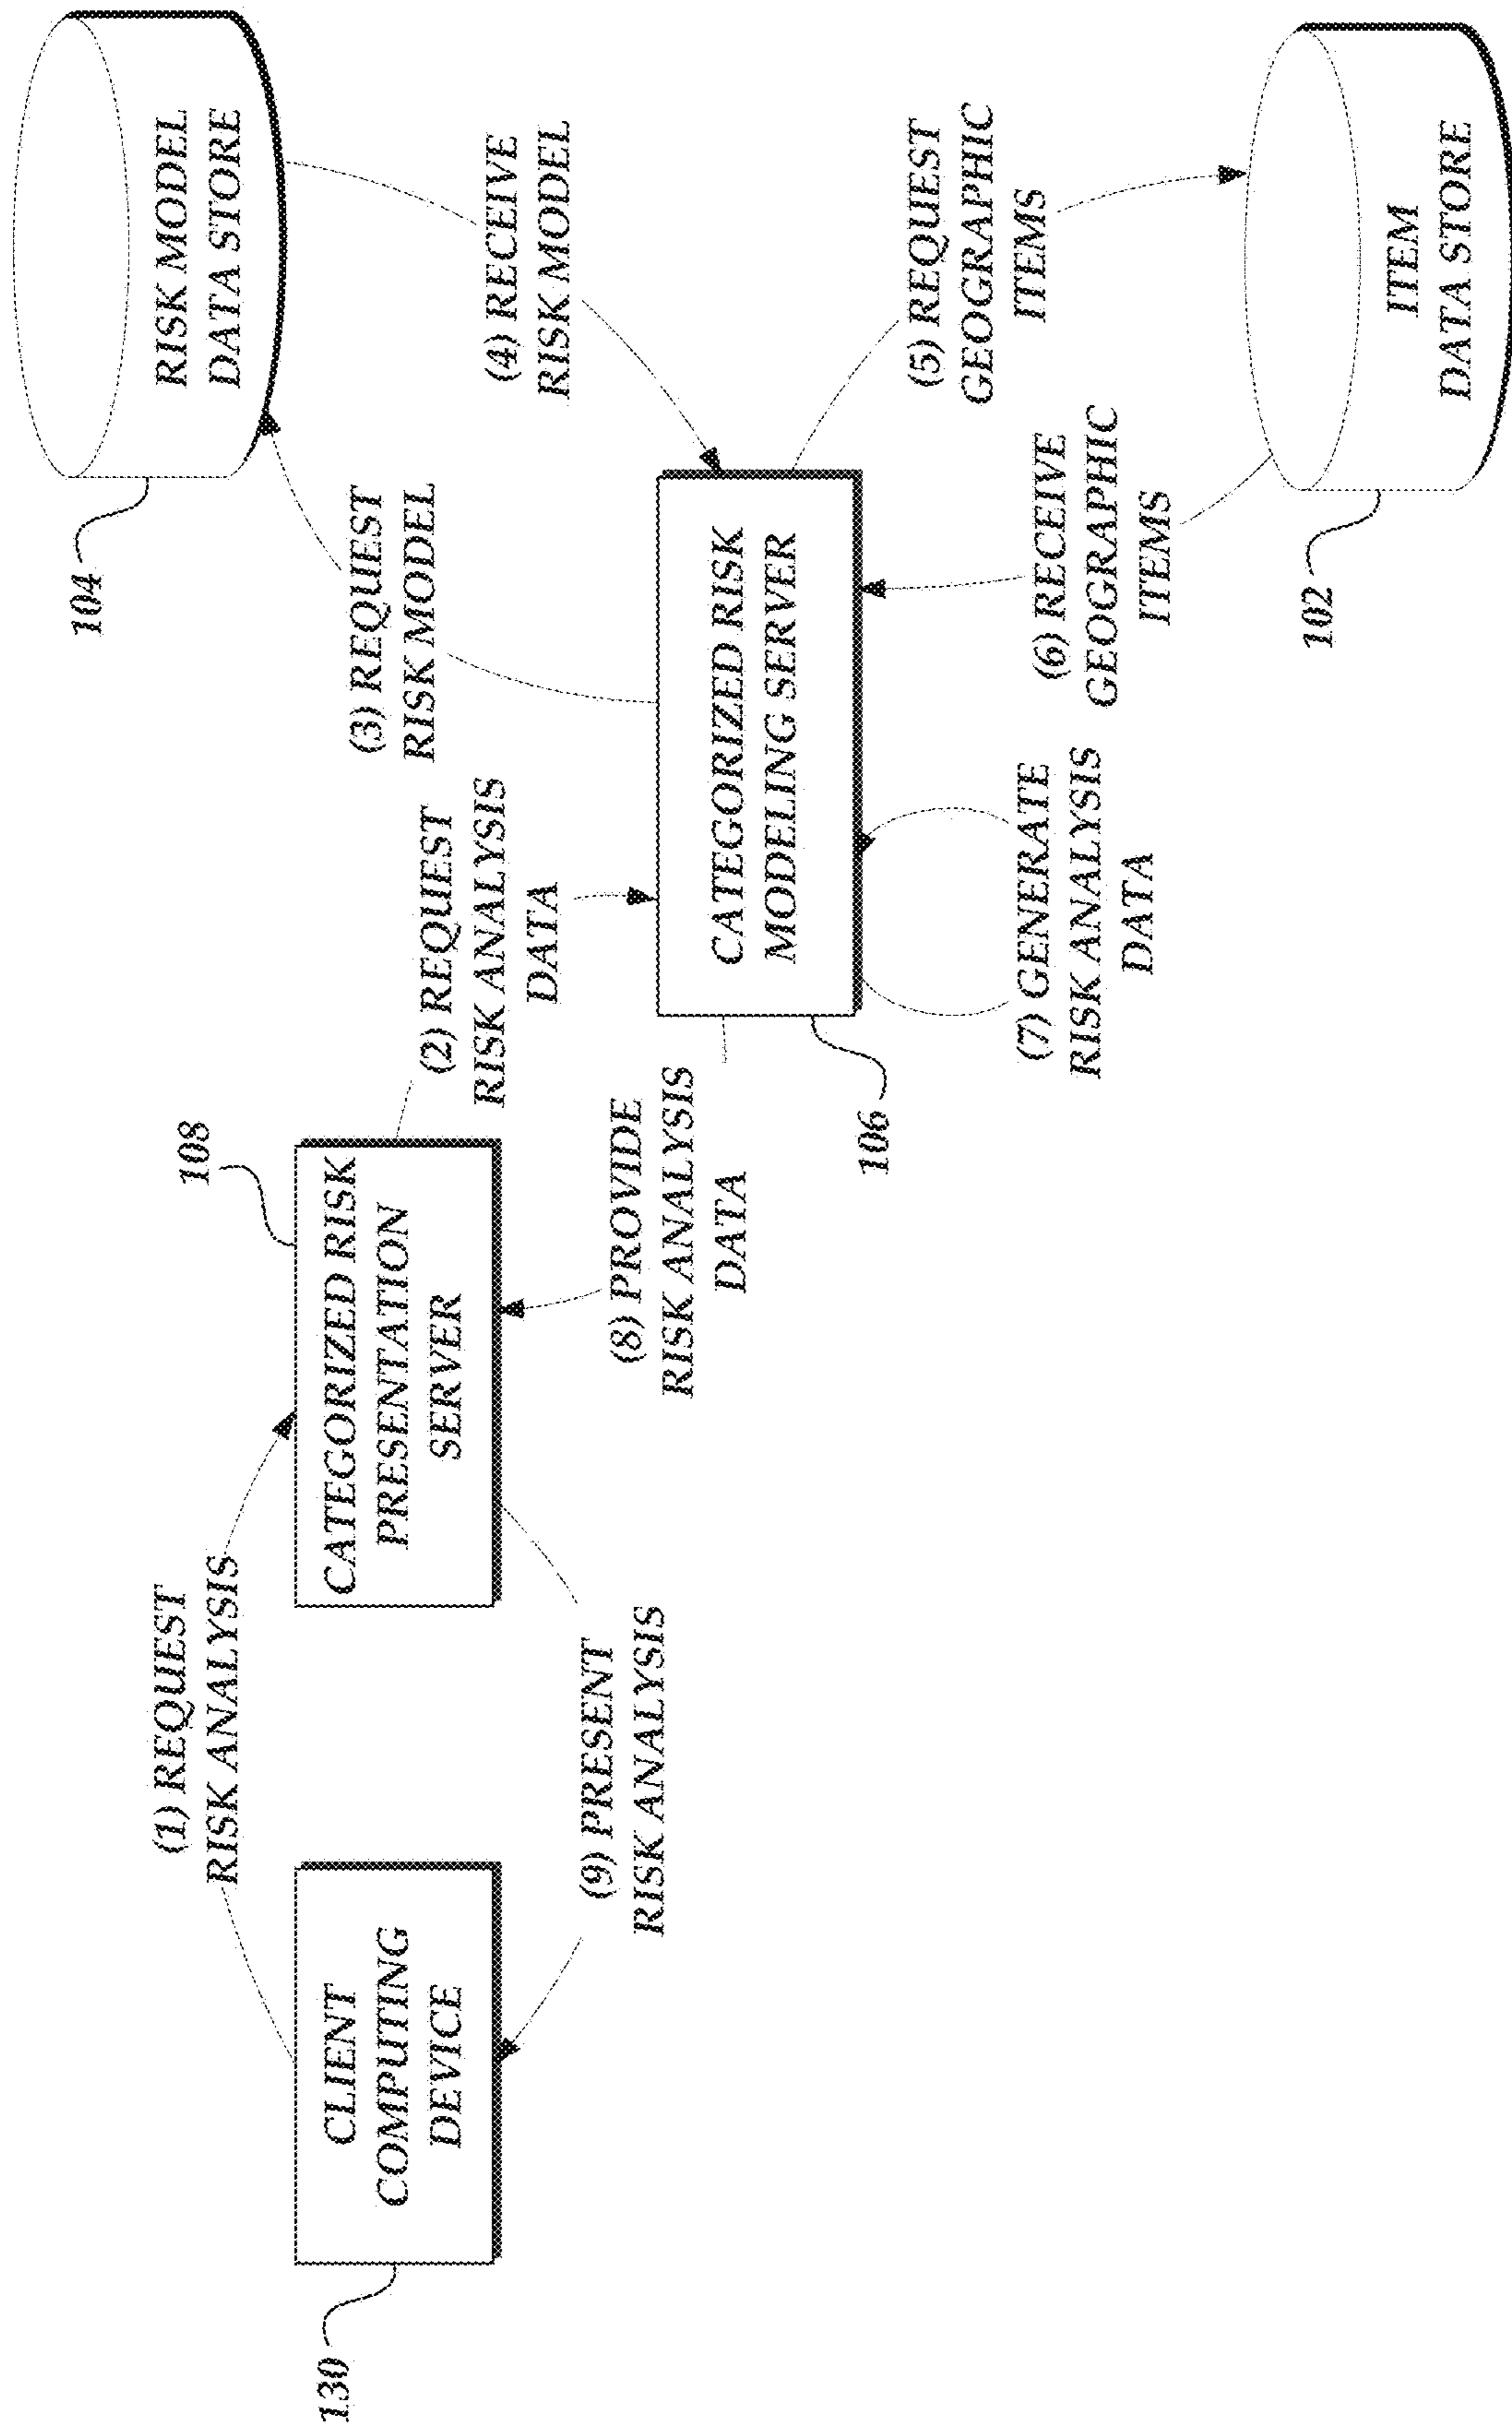 130
CLIENT
COMPUTING
DEVICE
(1) REQUEST
RISK ANALYSIS
(9) PRESENT
RISK ANALYSIS
108
CATEGORIZED RISK
PRESENTATION
SERVER
(2) REQUEST
RISK ANALYSIS
DATA
(8) PROVIDE
RISK ANALYSIS
DATA
106
CATEGORIZED RISK
MODELING SERVER
(3) REQUEST
RISK MODEL
104
RISK MODEL
DATA STORE
(4) RECEIVE
RISK MODEL
(5) REQUEST
GEOGRAPHIC
ITEMS
(6) RECEIVE
GEOGRAPHIC
ITEMS
(7) GENERATE
RISK ANALYSIS
DATA
102
ITEM
DATA STORE